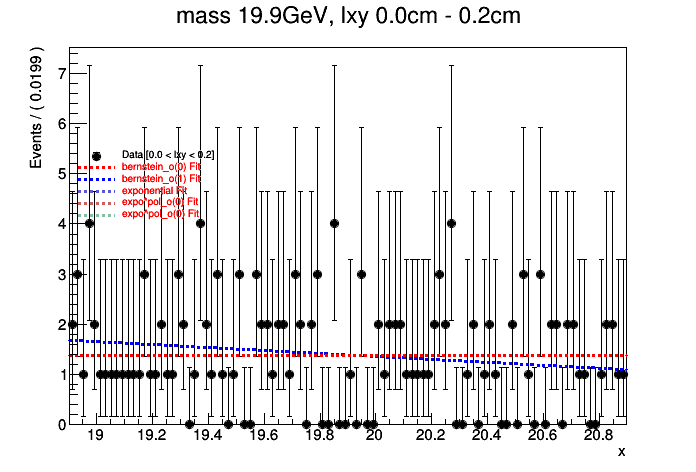 mass 19.9GeV, lxy 0.0cm - 0.2cm
Events / ( 0.0199 )
7
6
5
4
3
2
1
0
Data [0.0 < lxy < 0.2]
bernstein_o(0) Fit
bernstein_o(1) Fit
exponential Fit
expo*pol_o(0) Fit
expo*pol_o(0) Fit
19 19.2 19.4 19.6 19.8 20 20.2 20.4 20.6 20.8
x